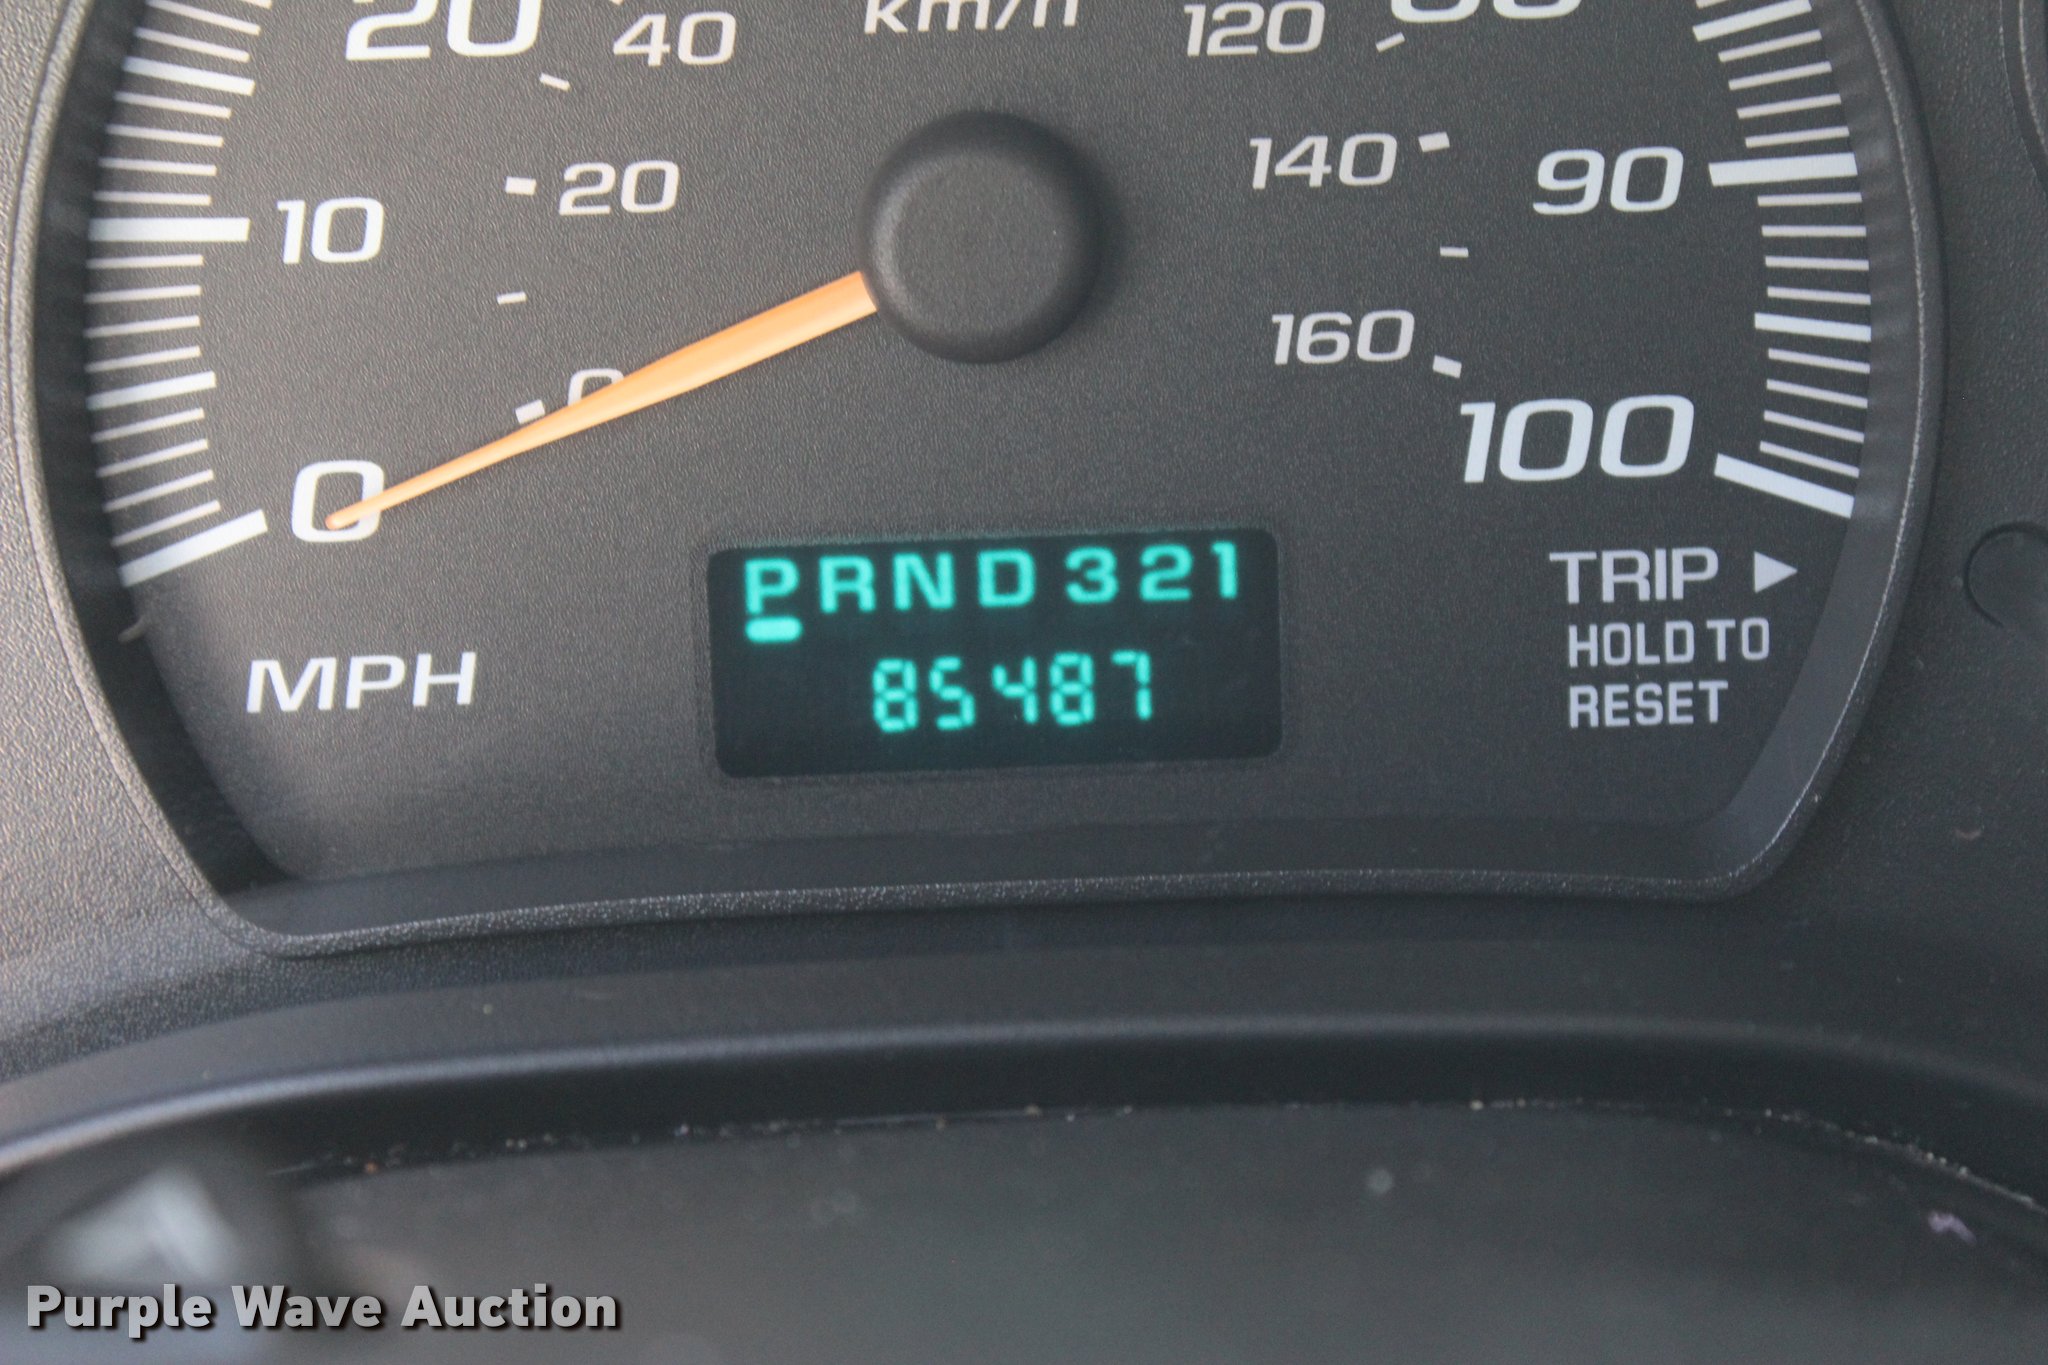 20 40 km/h 120
10 20 140 90
0 160
0 100
PRND321
85487
MPH
TRIP ▶
HOLD TO
RESET
Purple Wave Auction